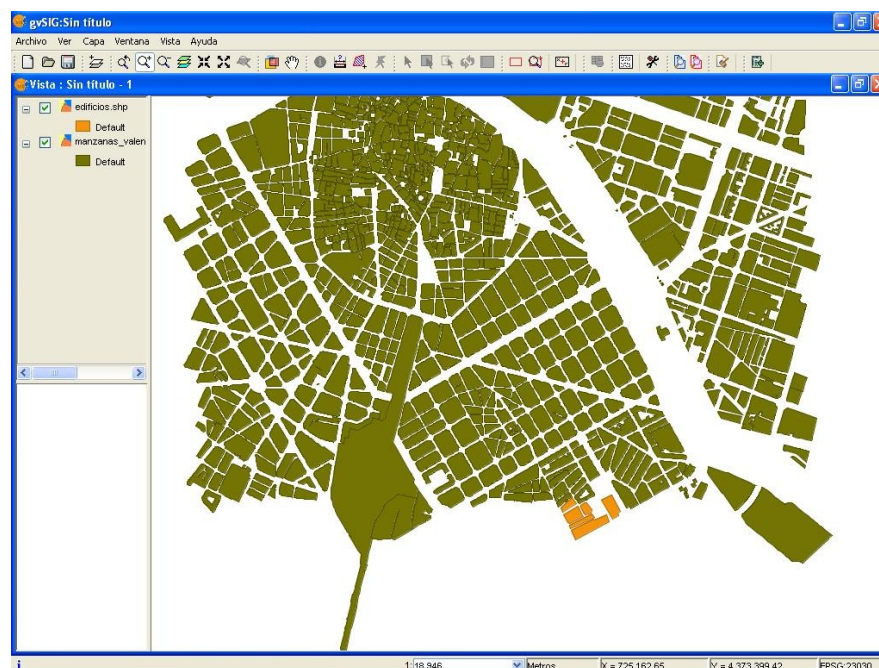 gvSIG:Sin título
Archivo Ver Capa Ventana Vista Ayuda
Vista : Sin título - 1
edificios.shp
Default
manzanas_valen
Default
1: 18.946 Metros X = 725.162,65 Y = 4.373.399,42 EPSG:23030